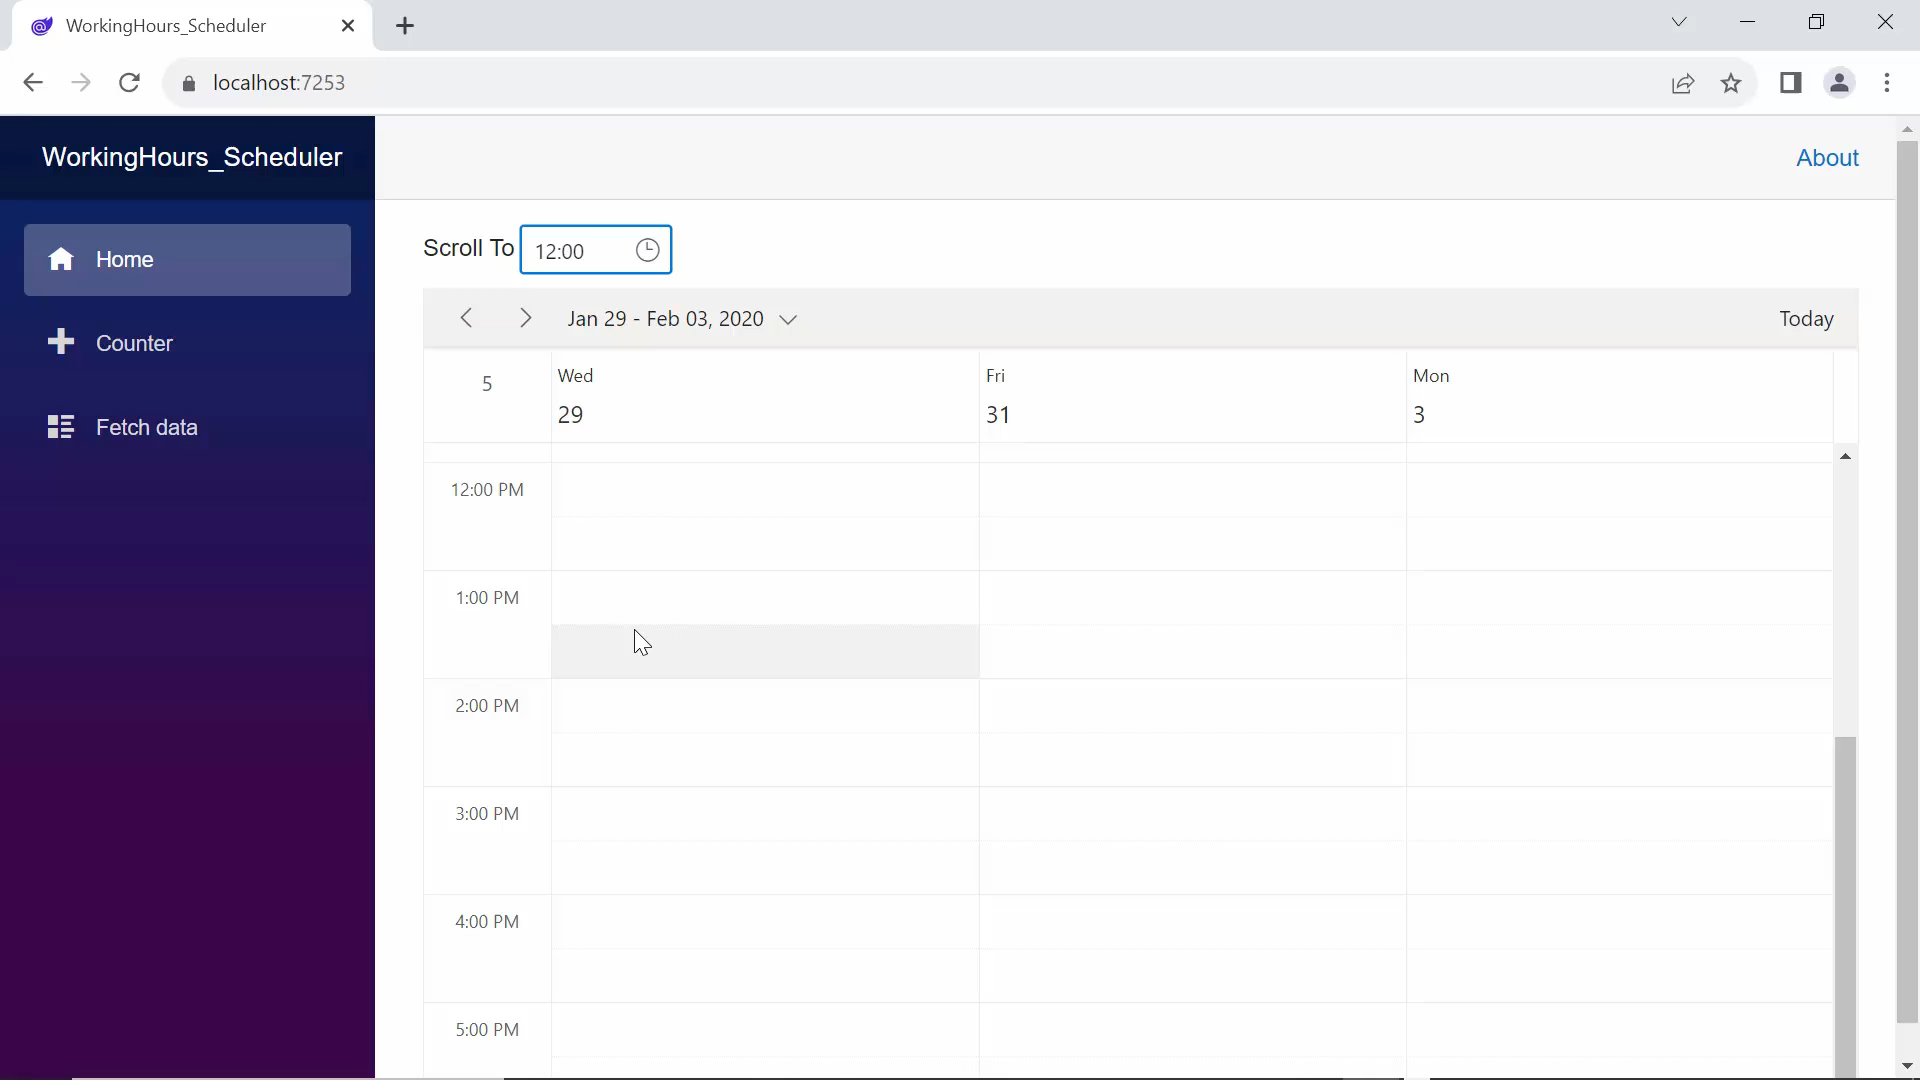 WorkingHours_Scheduler
localhost:7253
WorkingHours_Scheduler
About
Home
Counter
Fetch data
Scroll To 12:00
Jan 29 - Feb 03, 2020
Today
5
Wed
29
Fri
31
Mon
3
12:00 PM
1:00 PM
2:00 PM
3:00 PM
4:00 PM
5:00 PM